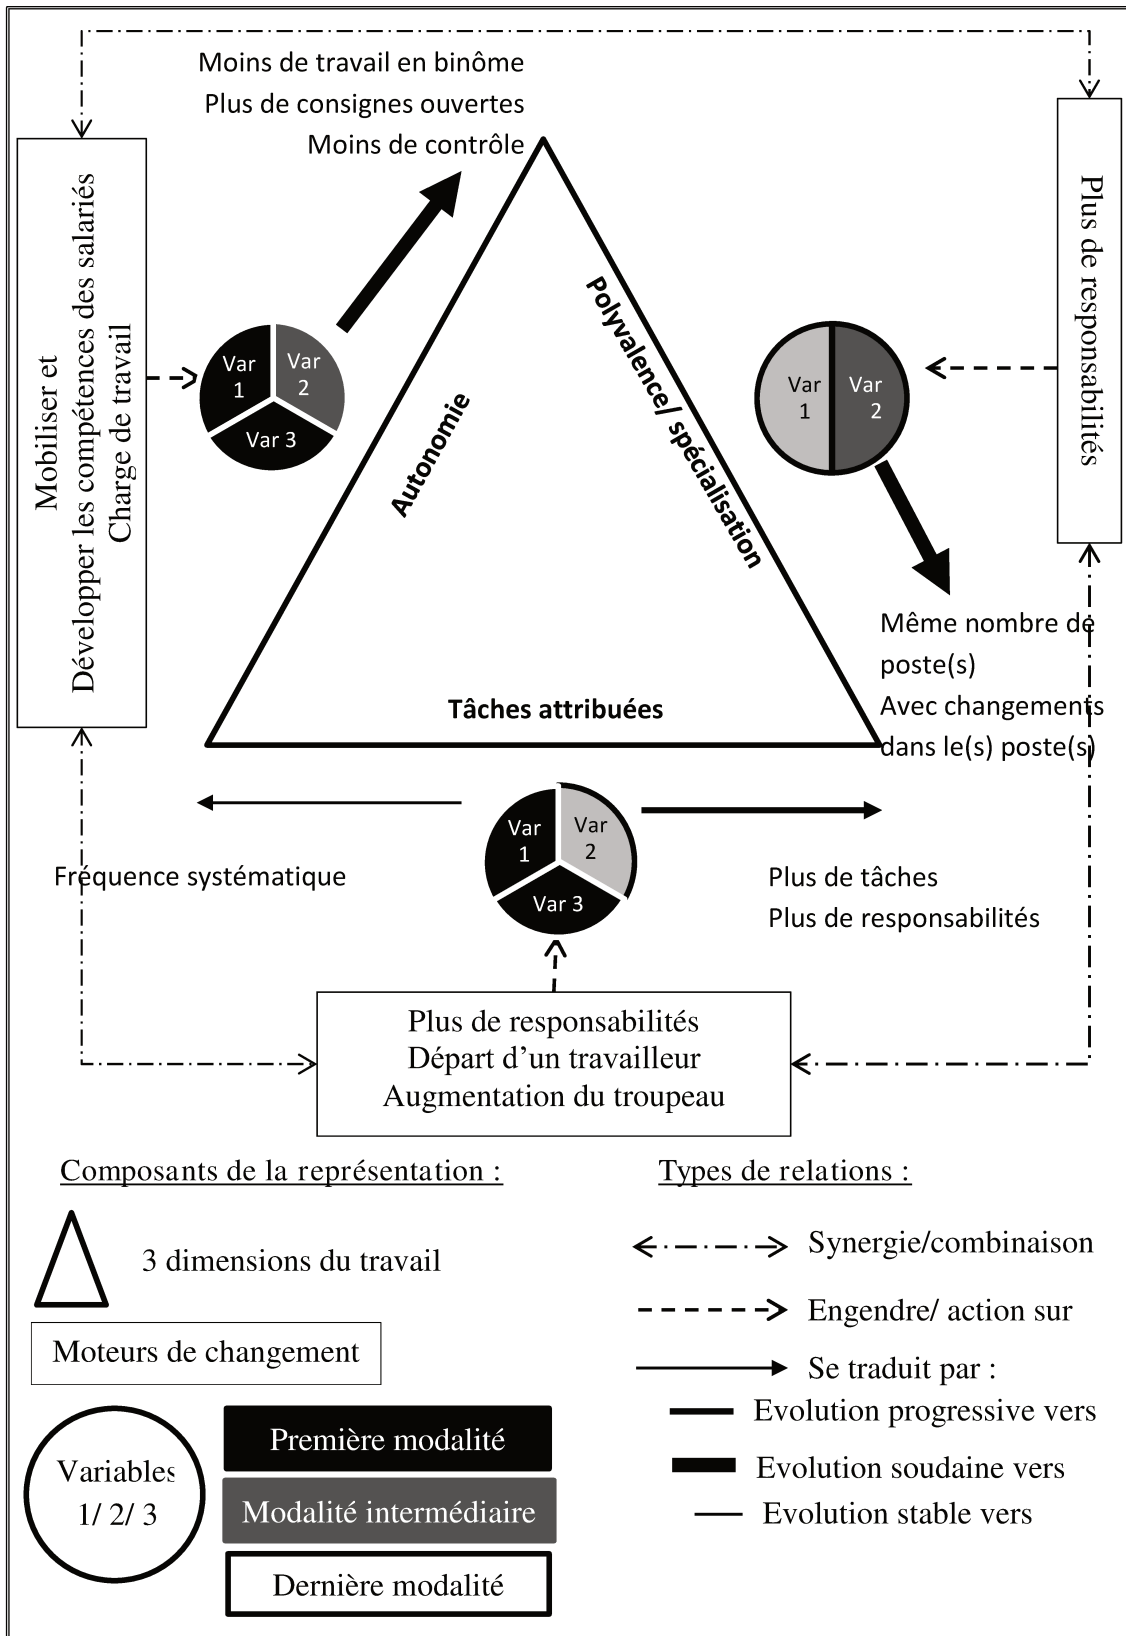 Moins de travail en binôme
Plus de consignes ouvertes
Moins de contrôle
Mobiliser et
Développer les compétences des salariés
Charge de travail
Var
1
Var
2
Var 3
Autonomie
Polyvalence/ spécialisation
Var
1
Var
2
Plus de responsabilités
Même nombre de
poste(s)
Avec changements
dans le(s) poste(s)
Tâches attribuées
Var
1
Var
2
Var 3
Fréquence systématique
Plus de tâches
Plus de responsabilités
Plus de responsabilités
Départ d’un travailleur
Augmentation du troupeau
Composants de la représentation :
3 dimensions du travail
Moteurs de changement
Variables
1/ 2/ 3
Première modalité
Modalité intermédiaire
Dernière modalité
Types de relations :
Synergie/combinaison
Engendre/ action sur
Se traduit par :
Evolution progressive vers
Evolution soudaine vers
Evolution stable vers